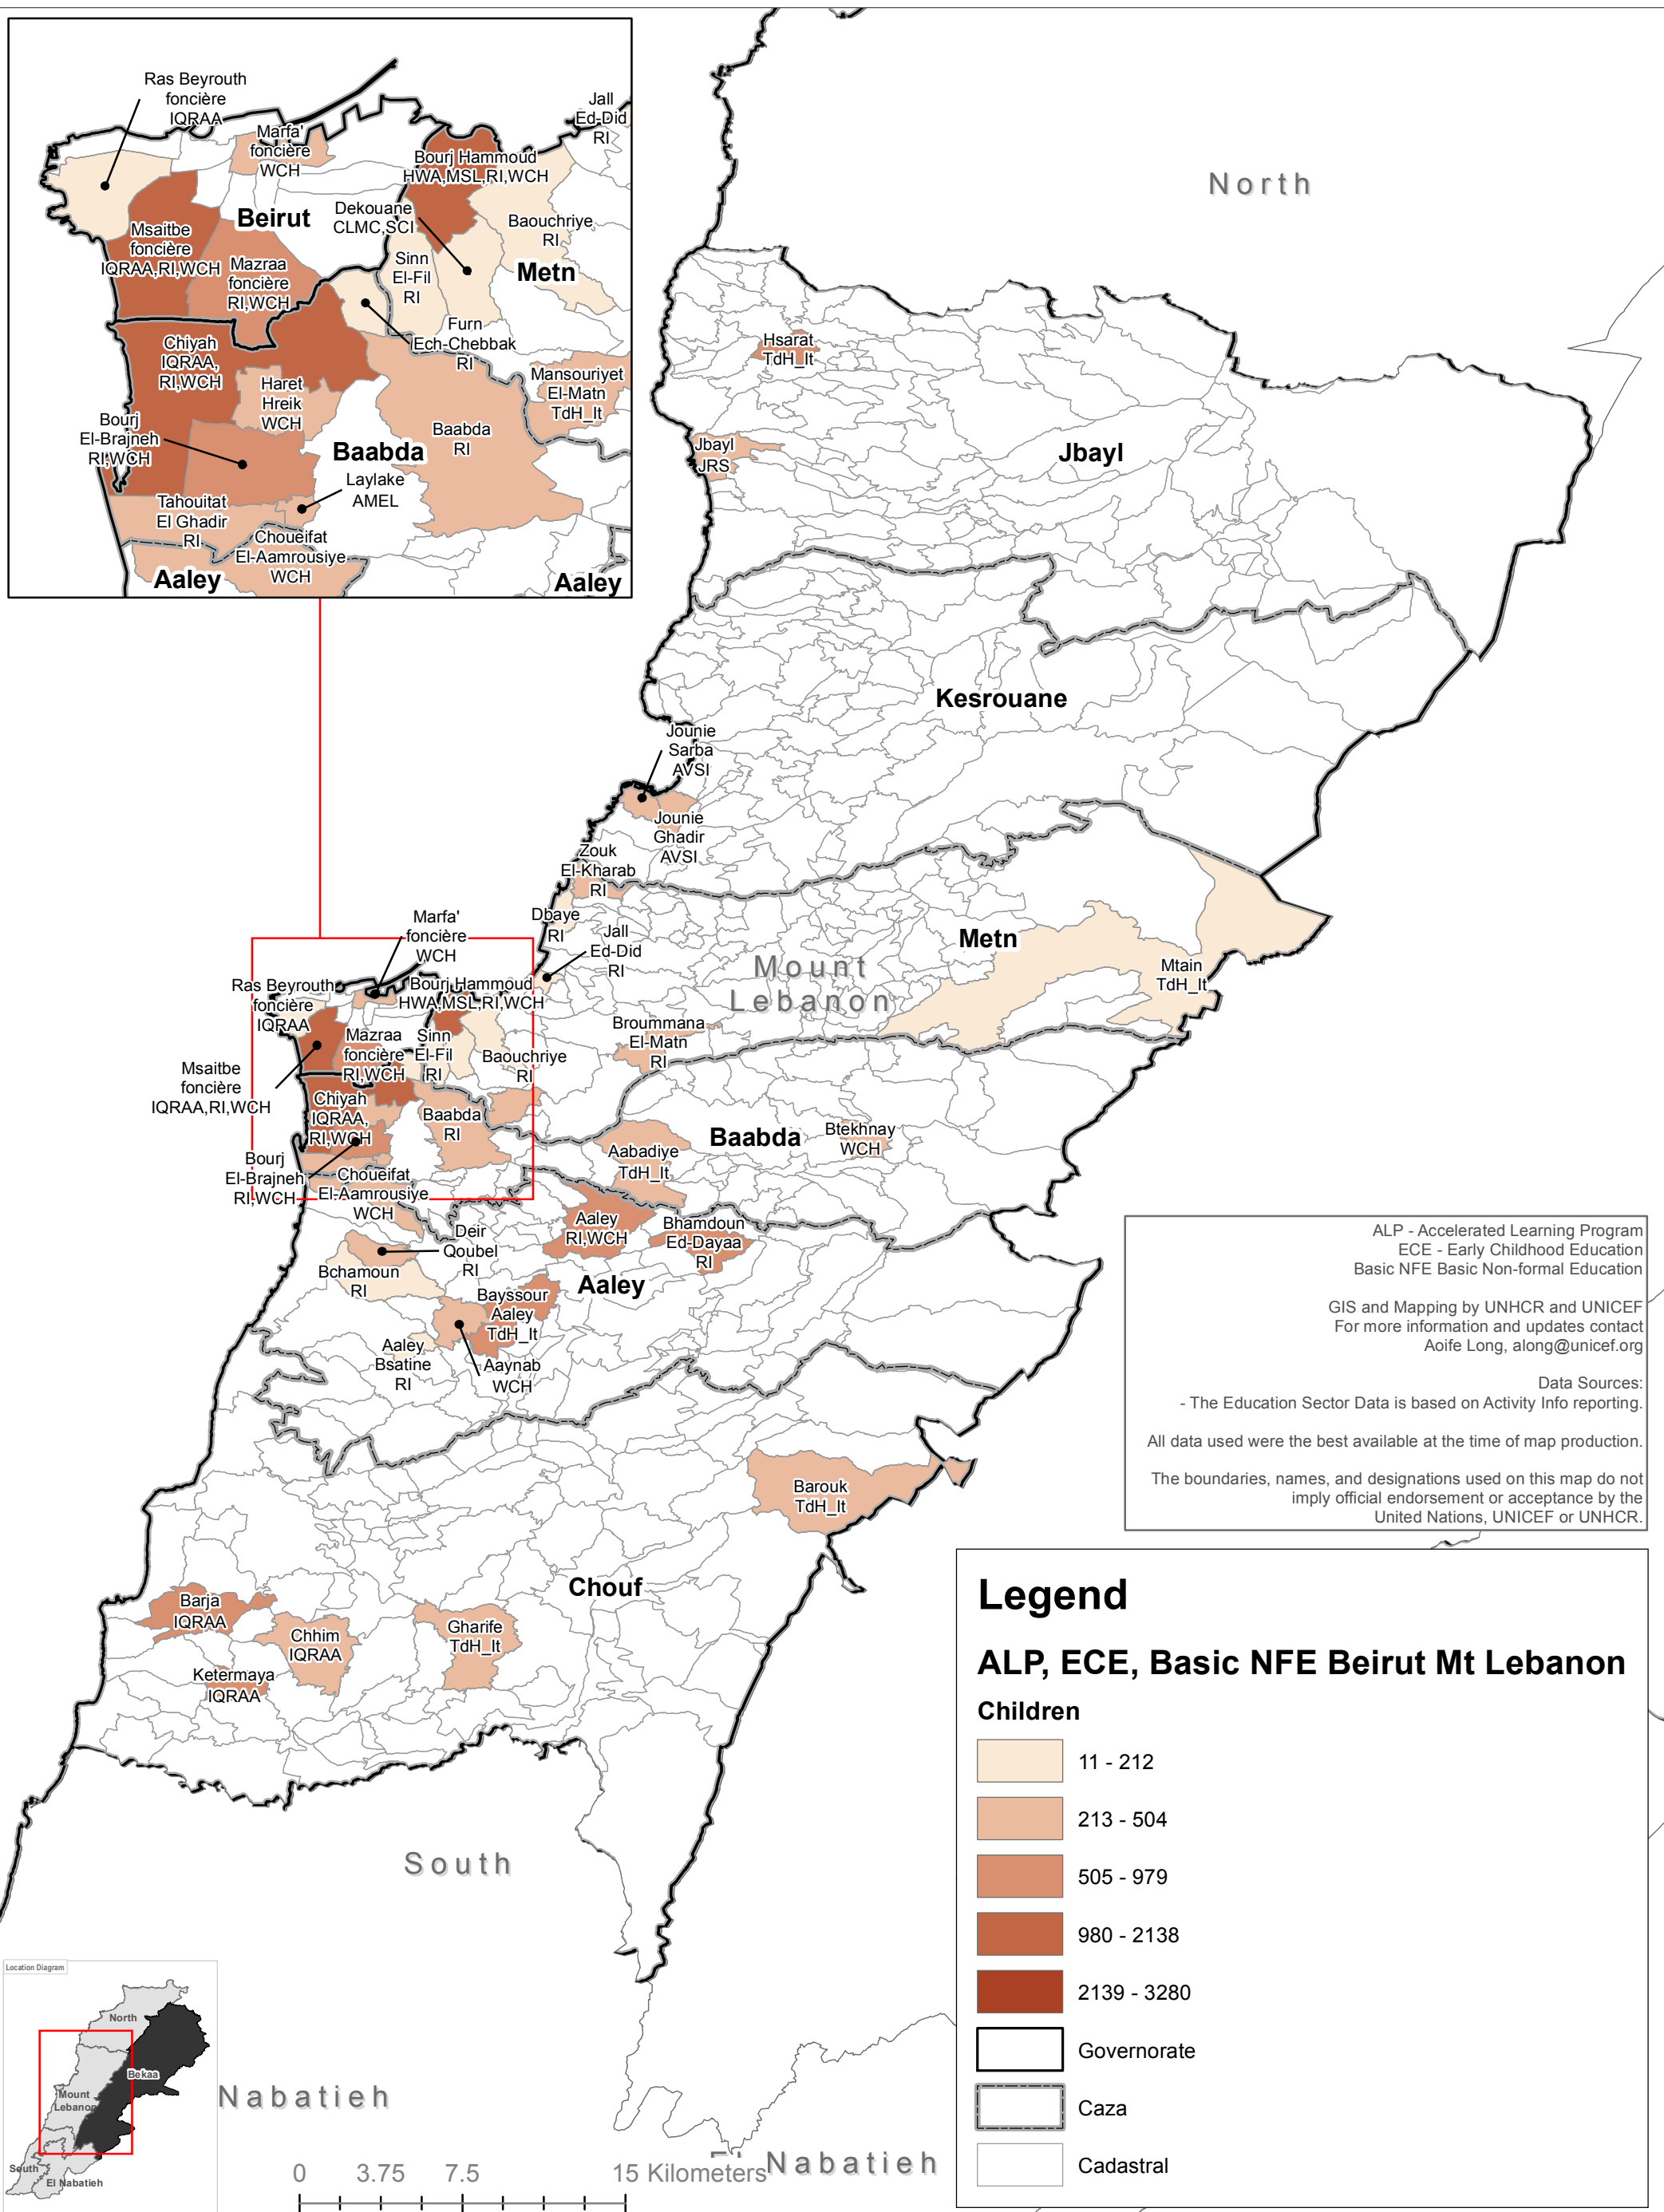 Ras Beyrouth
foncière
IQRAA
Marfa'
foncière
WCH
Jall
Ed-Did
RI
Bourj Hammoud
HWA,MSL,RI,WCH
Dekouane
CLMC,SCI
Beirut
Baouchriye
RI
Msaitbe
foncière
IQRAA,RI,WCH
Mazraa
foncière
RI,WCH
Sinn
El-Fil
RI
Metn
Furn
Ech-Chebbak
RI
Chiyah
IQRAA,
RI,WCH
Haret
Hreik
WCH
Mansouriyet
El-Matn
TdH_It
Bourj
El-Brajneh
RI,WCH
Baabda
RI
Baabda
Laylake
AMEL
Tahouitat
El Ghadir
RI
Choueifat
El-Aamrousiye
WCH
Aaley
Aaley
North
Hsarat
TdH_It
Jbayl
JRS
Jbayl
Kesrouane
Jounie
Sarba
AVSI
Jounie
Ghadir
AVSI
Zouk
El-Kharab
RI
Dbaye
RI
Jall
Ed-Did
RI
Metn
Mount
Lebanon
Mtain
TdH_It
Marfa'
foncière
WCH
Ras Beyrouth
foncière
IQRAA
Bourj Hammoud
HWA,MSL,RI,WCH
Mazraa
foncière
RI,WCH
Sinn
El-Fil
RI
Baouchriye
RI
Broummana
El-Matn
RI
Msaitbe
foncière
IQRAA,RI,WCH
Chiyah
IQRAA,
RI,WCH
Baabda
RI
Baabda
Btekhnay
WCH
Aabadiye
TdH_It
Bourj
El-Brajneh
RI,WCH
Choueifat
El-Aamrousiye
WCH
Aaley
RI,WCH
Bhamdoun
Ed-Dayaa
RI
Deir
Qoubel
RI
Bchamoun
RI
Aaley
Bayssour
Aaley
TdH_It
Aaley
Bsatine
RI
Aaynab
WCH
Barouk
TdH_It
Chouf
Barja
IQRAA
Chhim
IQRAA
Gharife
TdH_It
Ketermaya
IQRAA
South
Nabatieh
El Nabatieh
ALP - Accelerated Learning Program
ECE - Early Childhood Education
Basic NFE Basic Non-formal Education
GIS and Mapping by UNHCR and UNICEF
For more information and updates contact
Aoife Long, along@unicef.org
Data Sources:
- The Education Sector Data is based on Activity Info reporting.
All data used were the best available at the time of map production.
The boundaries, names, and designations used on this map do not
imply official endorsement or acceptance by the
United Nations, UNICEF or UNHCR.
Legend
ALP, ECE, Basic NFE Beirut Mt Lebanon
Children
11 - 212
213 - 504
505 - 979
980 - 2138
2139 - 3280
Governorate
Caza
Cadastral
Location Diagram
North
Bekaa
Mount
Lebanon
South
El Nabatieh
0 3.75 7.5 15 Kilometers